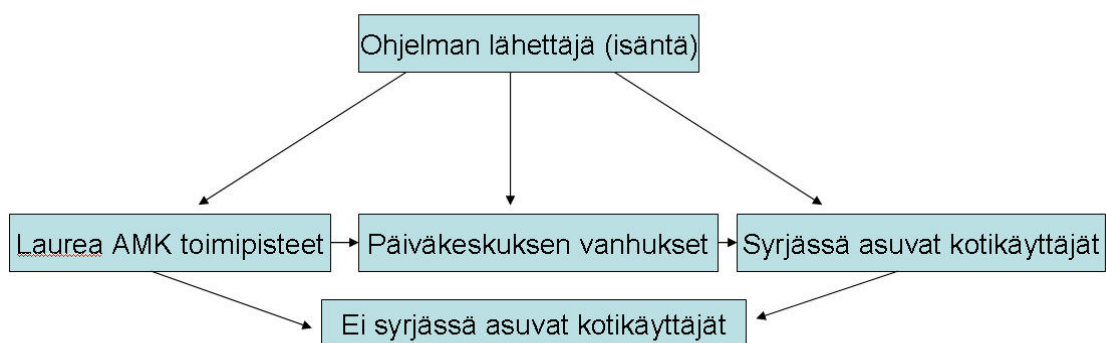 Ohjelman lähettäjä (isäntä)
Laurea AMK toimipisteet
Päiväkeskuksen vanhukset
Syrjässä asuvat kotikäyttäjät
Ei syrjässä asuvat kotikäyttäjät